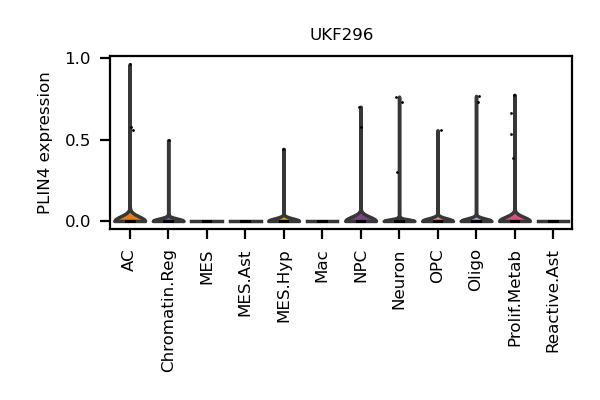 UKF296
PLIN4 expression
1.0
0.5
0.0
AC
Chromatin.Reg
MES
MES.Ast
MES.Hyp
Mac
NPC
Neuron
OPC
Oligo
Prolif.Metab
Reactive.Ast